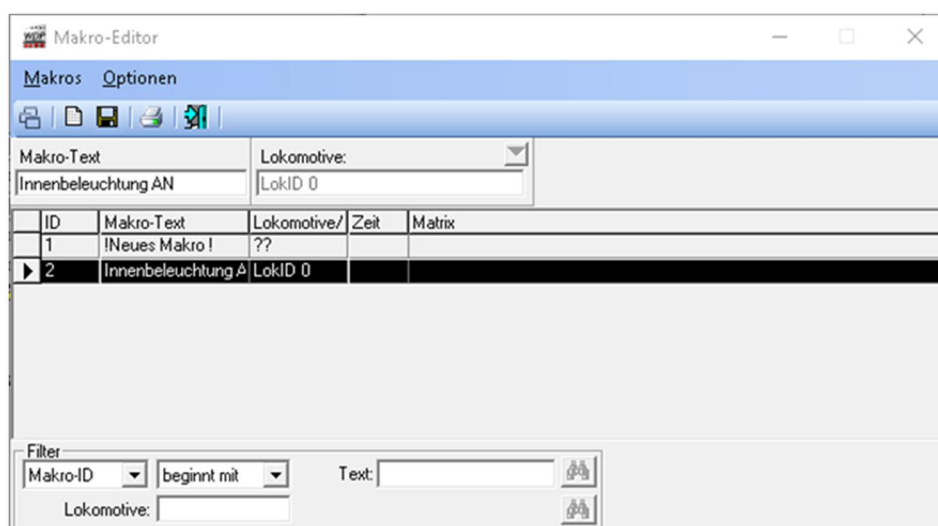 WDP Makro-Editor
Makros Optionen
Makro-Text Lokomotive:
Innenbeleuchtung AN LokID 0
ID Makro-Text Lokomotive/ Zeit Matrix
1 !Neues Makro ! ??
2 Innenbeleuchtung A LokID 0
Filter
Makro-ID beginnt mit Text:
Lokomotive: